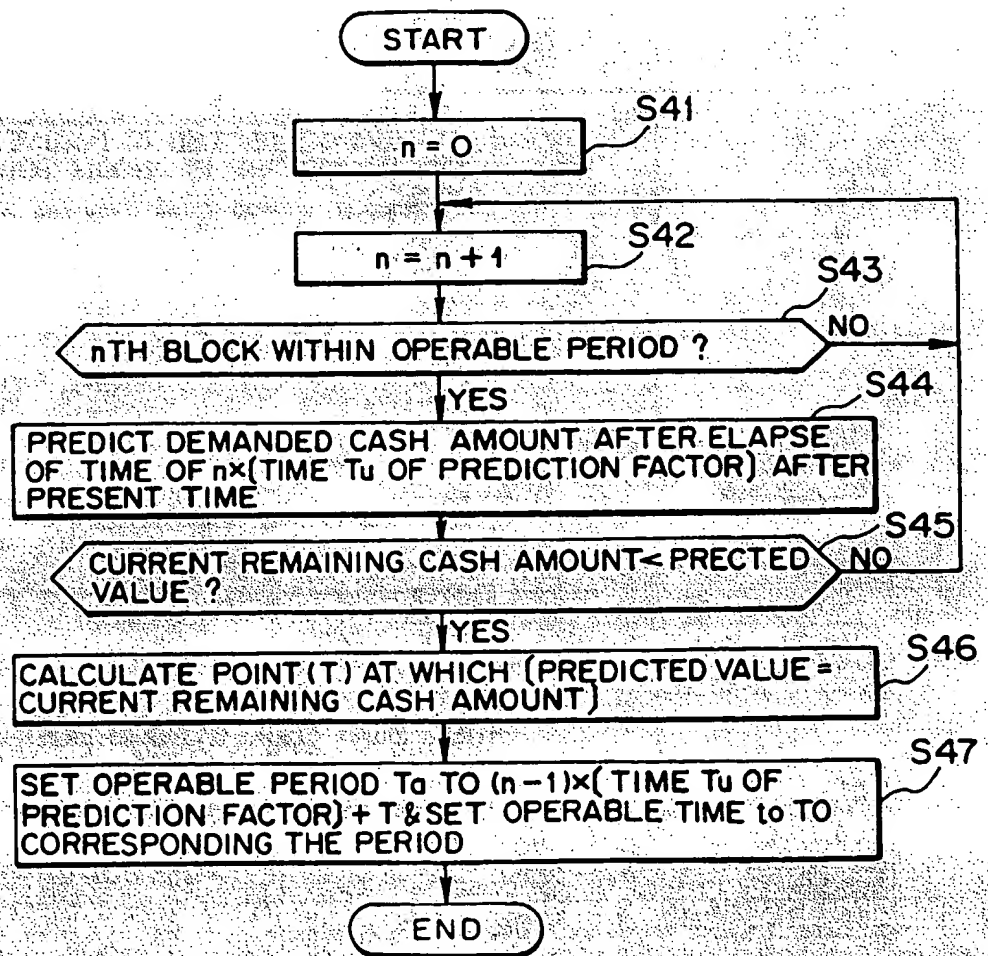 START
S41
n = 0
S42
n = n + 1
S43
nTH BLOCK WITHIN OPERABLE PERIOD ?
NO
YES
S44
PREDICT DEMANDED CASH AMOUNT AFTER ELAPSE
OF TIME OF n×(TIME Tu OF PREDICTION FACTOR) AFTER
PRESENT TIME
S45
CURRENT REMAINING CASH AMOUNT< PRECTED
VALUE ?
NO
YES
S46
CALCULATE POINT (T) AT WHICH (PREDICTED VALUE =
CURRENT REMAINING CASH AMOUNT)
S47
SET OPERABLE PERIOD Ta TO (n-1)×(TIME Tu OF
PREDICTION FACTOR) + T & SET OPERABLE TIME to TO
CORRESPONDING THE PERIOD
END